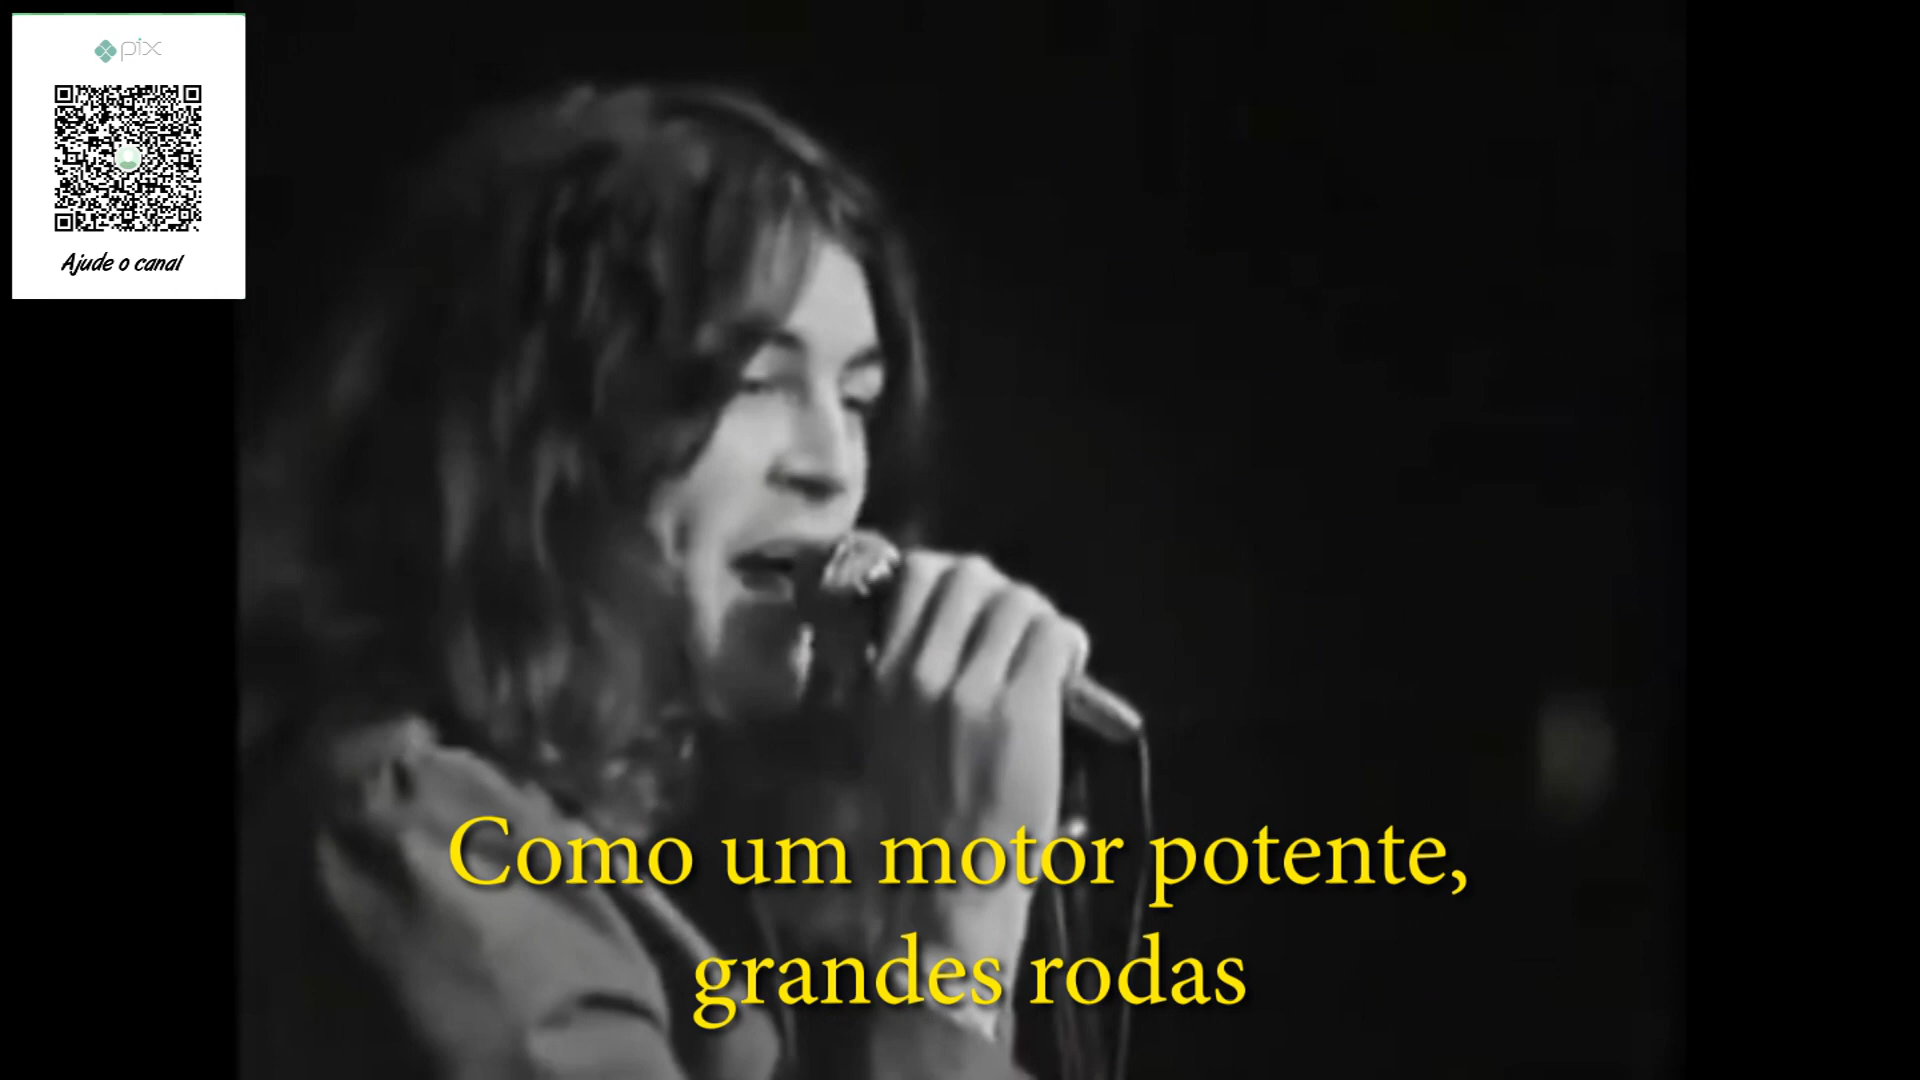 pix
Ajude o canal
Como um motor potente,
grandes rodas